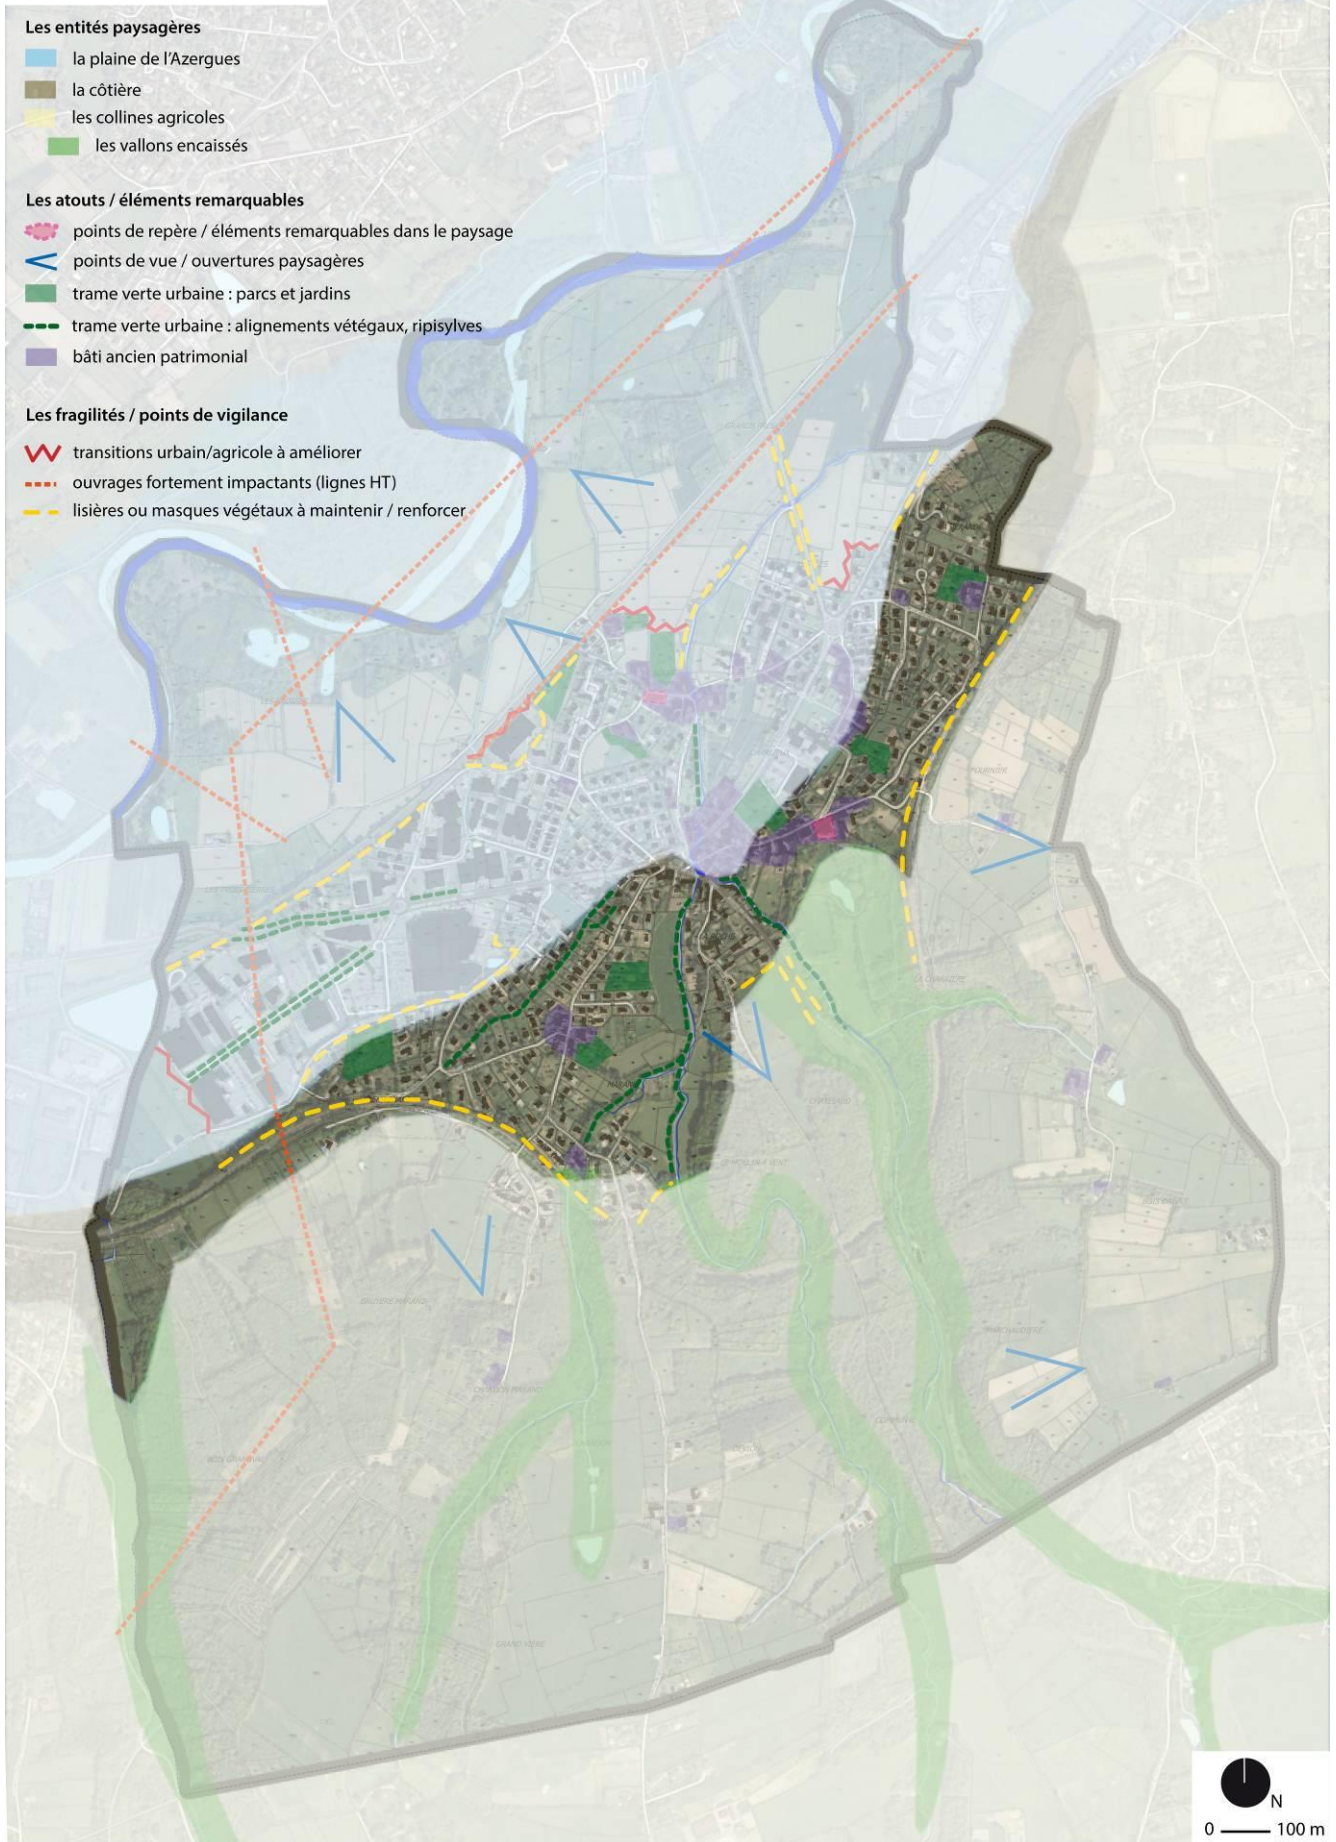 Les entités paysagères
la plaine de l'Azergues
la côtière
les collines agricoles
les vallons encaissés
Les atouts / éléments remarquables
points de repère / éléments remarquables dans le paysage
points de vue / ouvertures paysagères
trame verte urbaine : parcs et jardins
trame verte urbaine : alignements vétégaux, ripisylves
bâti ancien patrimonial
Les fragilités / points de vigilance
transitions urbain/agricole à améliorer
ouvrages fortement impactants (lignes HT)
lisières ou masques végétaux à maintenir / renforcer
N
0 100 m